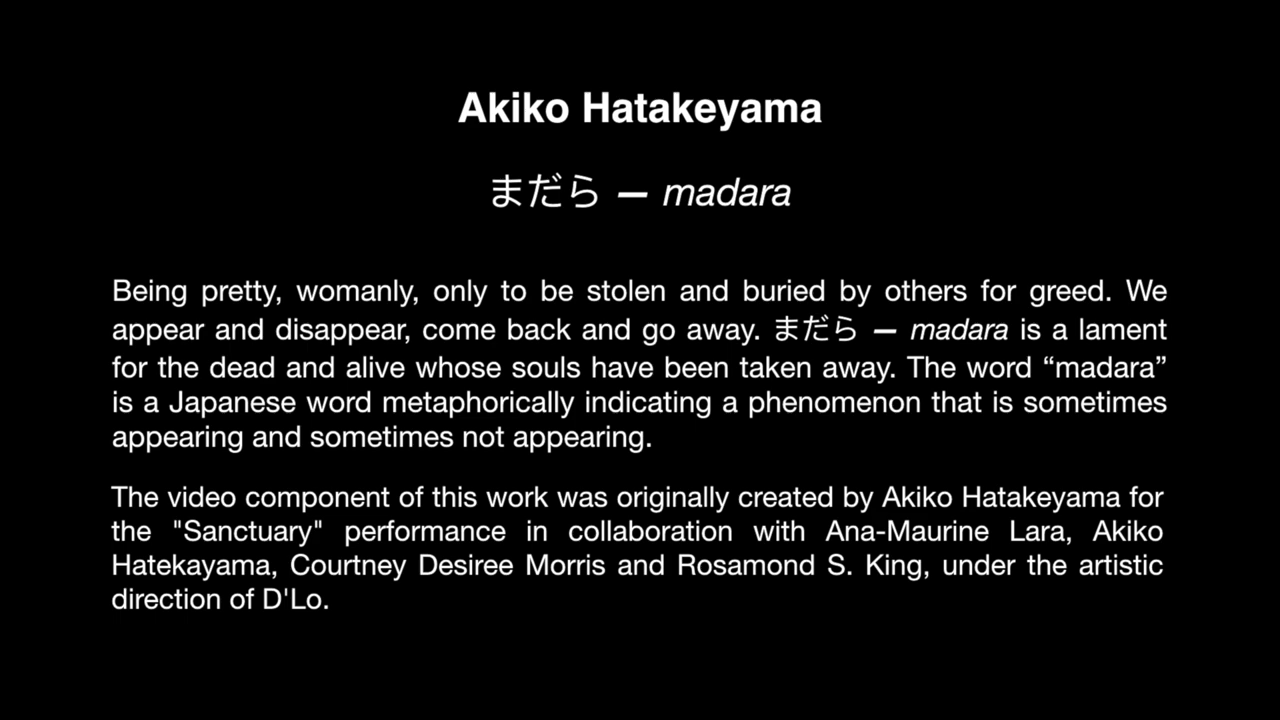 Akiko Hatakeyama
まだら — madara
Being pretty, womanly, only to be stolen and buried by others for greed. We
appear and disappear, come back and go away. まだら — madara is a lament
for the dead and alive whose souls have been taken away. The word “madara”
is a Japanese word metaphorically indicating a phenomenon that is sometimes
appearing and sometimes not appearing.
The video component of this work was originally created by Akiko Hatakeyama for
the "Sanctuary" performance in collaboration with Ana-Maurine Lara, Akiko
Hatekayama, Courtney Desiree Morris and Rosamond S. King, under the artistic
direction of D'Lo.